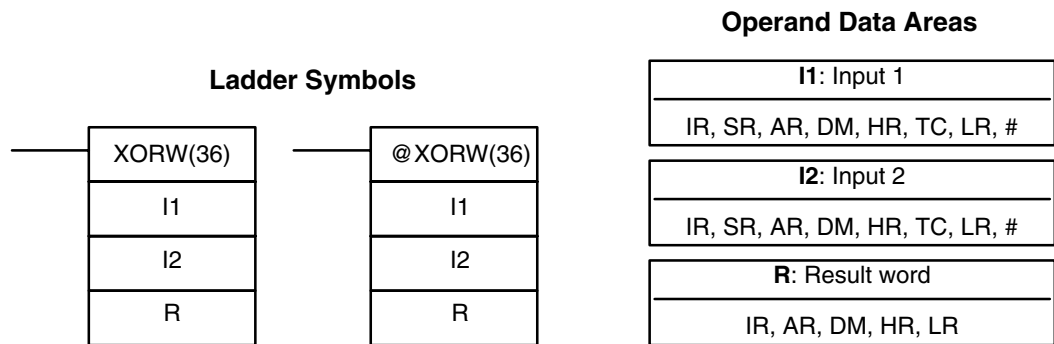 Ladder Symbols
XORW(36)
I1
I2
R
@XORW(36)
I1
I2
R
Operand Data Areas
I1: Input 1
IR, SR, AR, DM, HR, TC, LR, #
I2: Input 2
IR, SR, AR, DM, HR, TC, LR, #
R: Result word
IR, AR, DM, HR, LR